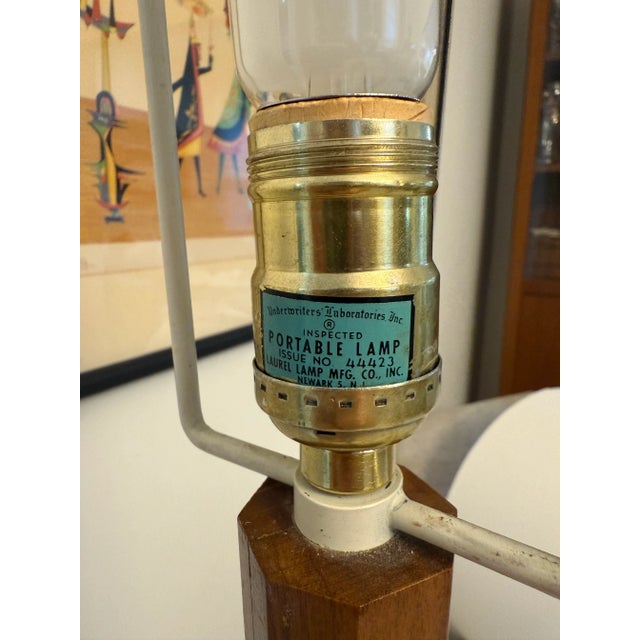 Underwriters' Laboratories, Inc.
®
INSPECTED
PORTABLE LAMP
ISSUE NO 44423
LAUREL LAMP MFG. CO., INC.
NEWARK 5, N.J.